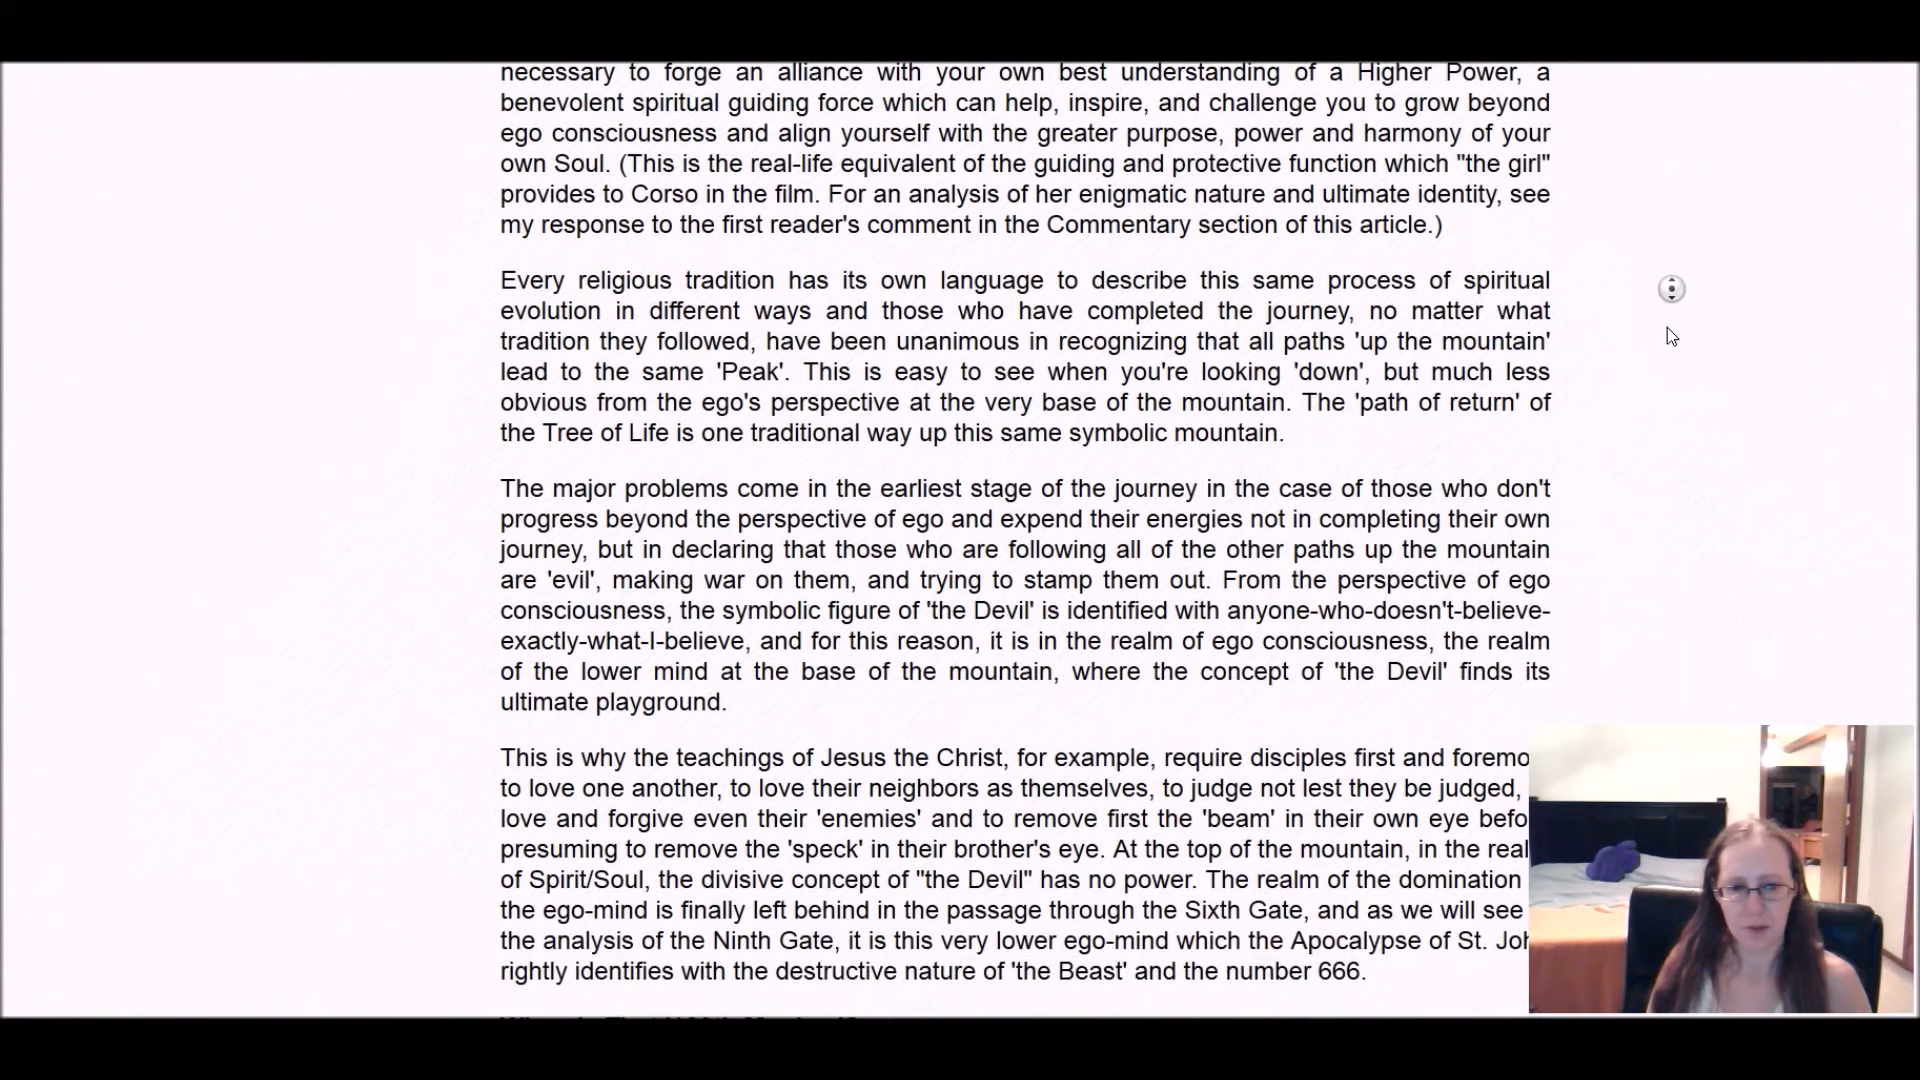 necessary to forge an alliance with your own best understanding of a Higher Power, a
benevolent spiritual guiding force which can help, inspire, and challenge you to grow beyond
ego consciousness and align yourself with the greater purpose, power and harmony of your
own Soul. (This is the real-life equivalent of the guiding and protective function which "the girl"
provides to Corso in the film. For an analysis of her enigmatic nature and ultimate identity, see
my response to the first reader's comment in the Commentary section of this article.)
Every religious tradition has its own language to describe this same process of spiritual
evolution in different ways and those who have completed the journey, no matter what
tradition they followed, have been unanimous in recognizing that all paths 'up the mountain'
lead to the same 'Peak'. This is easy to see when you're looking 'down', but much less
obvious from the ego's perspective at the very base of the mountain. The 'path of return' of
the Tree of Life is one traditional way up this same symbolic mountain.
The major problems come in the earliest stage of the journey in the case of those who don't
progress beyond the perspective of ego and expend their energies not in completing their own
journey, but in declaring that those who are following all of the other paths up the mountain
are 'evil', making war on them, and trying to stamp them out. From the perspective of ego
consciousness, the symbolic figure of 'the Devil' is identified with anyone-who-doesn't-believe-
exactly-what-I-believe, and for this reason, it is in the realm of ego consciousness, the realm
of the lower mind at the base of the mountain, where the concept of 'the Devil' finds its
ultimate playground.
This is why the teachings of Jesus the Christ, for example, require disciples first and foremo
to love one another, to love their neighbors as themselves, to judge not lest they be judged,
love and forgive even their 'enemies' and to remove first the 'beam' in their own eye befo
presuming to remove the 'speck' in their brother's eye. At the top of the mountain, in the real
of Spirit/Soul, the divisive concept of "the Devil" has no power. The realm of the domination
the ego-mind is finally left behind in the passage through the Sixth Gate, and as we will see
the analysis of the Ninth Gate, it is this very lower ego-mind which the Apocalypse of St. Joh
rightly identifies with the destructive nature of 'the Beast' and the number 666.